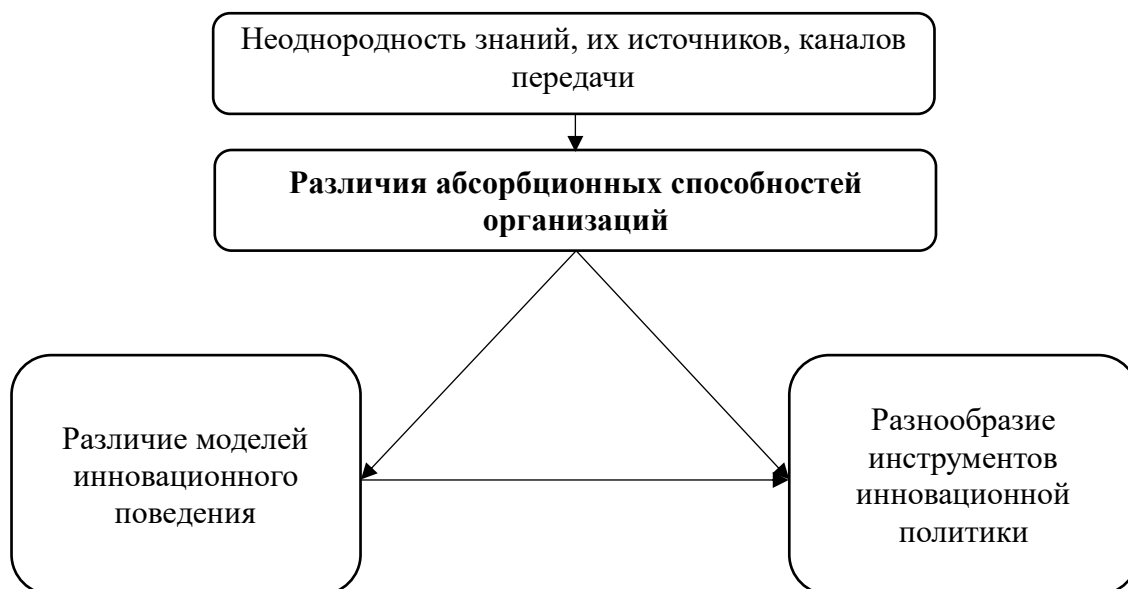 Неоднородность знаний, их источников, каналов
передачи
Различия абсорбционных способностей
организаций
Различие моделей
инновационного
поведения
Разнообразие
инструментов
инновационной
политики